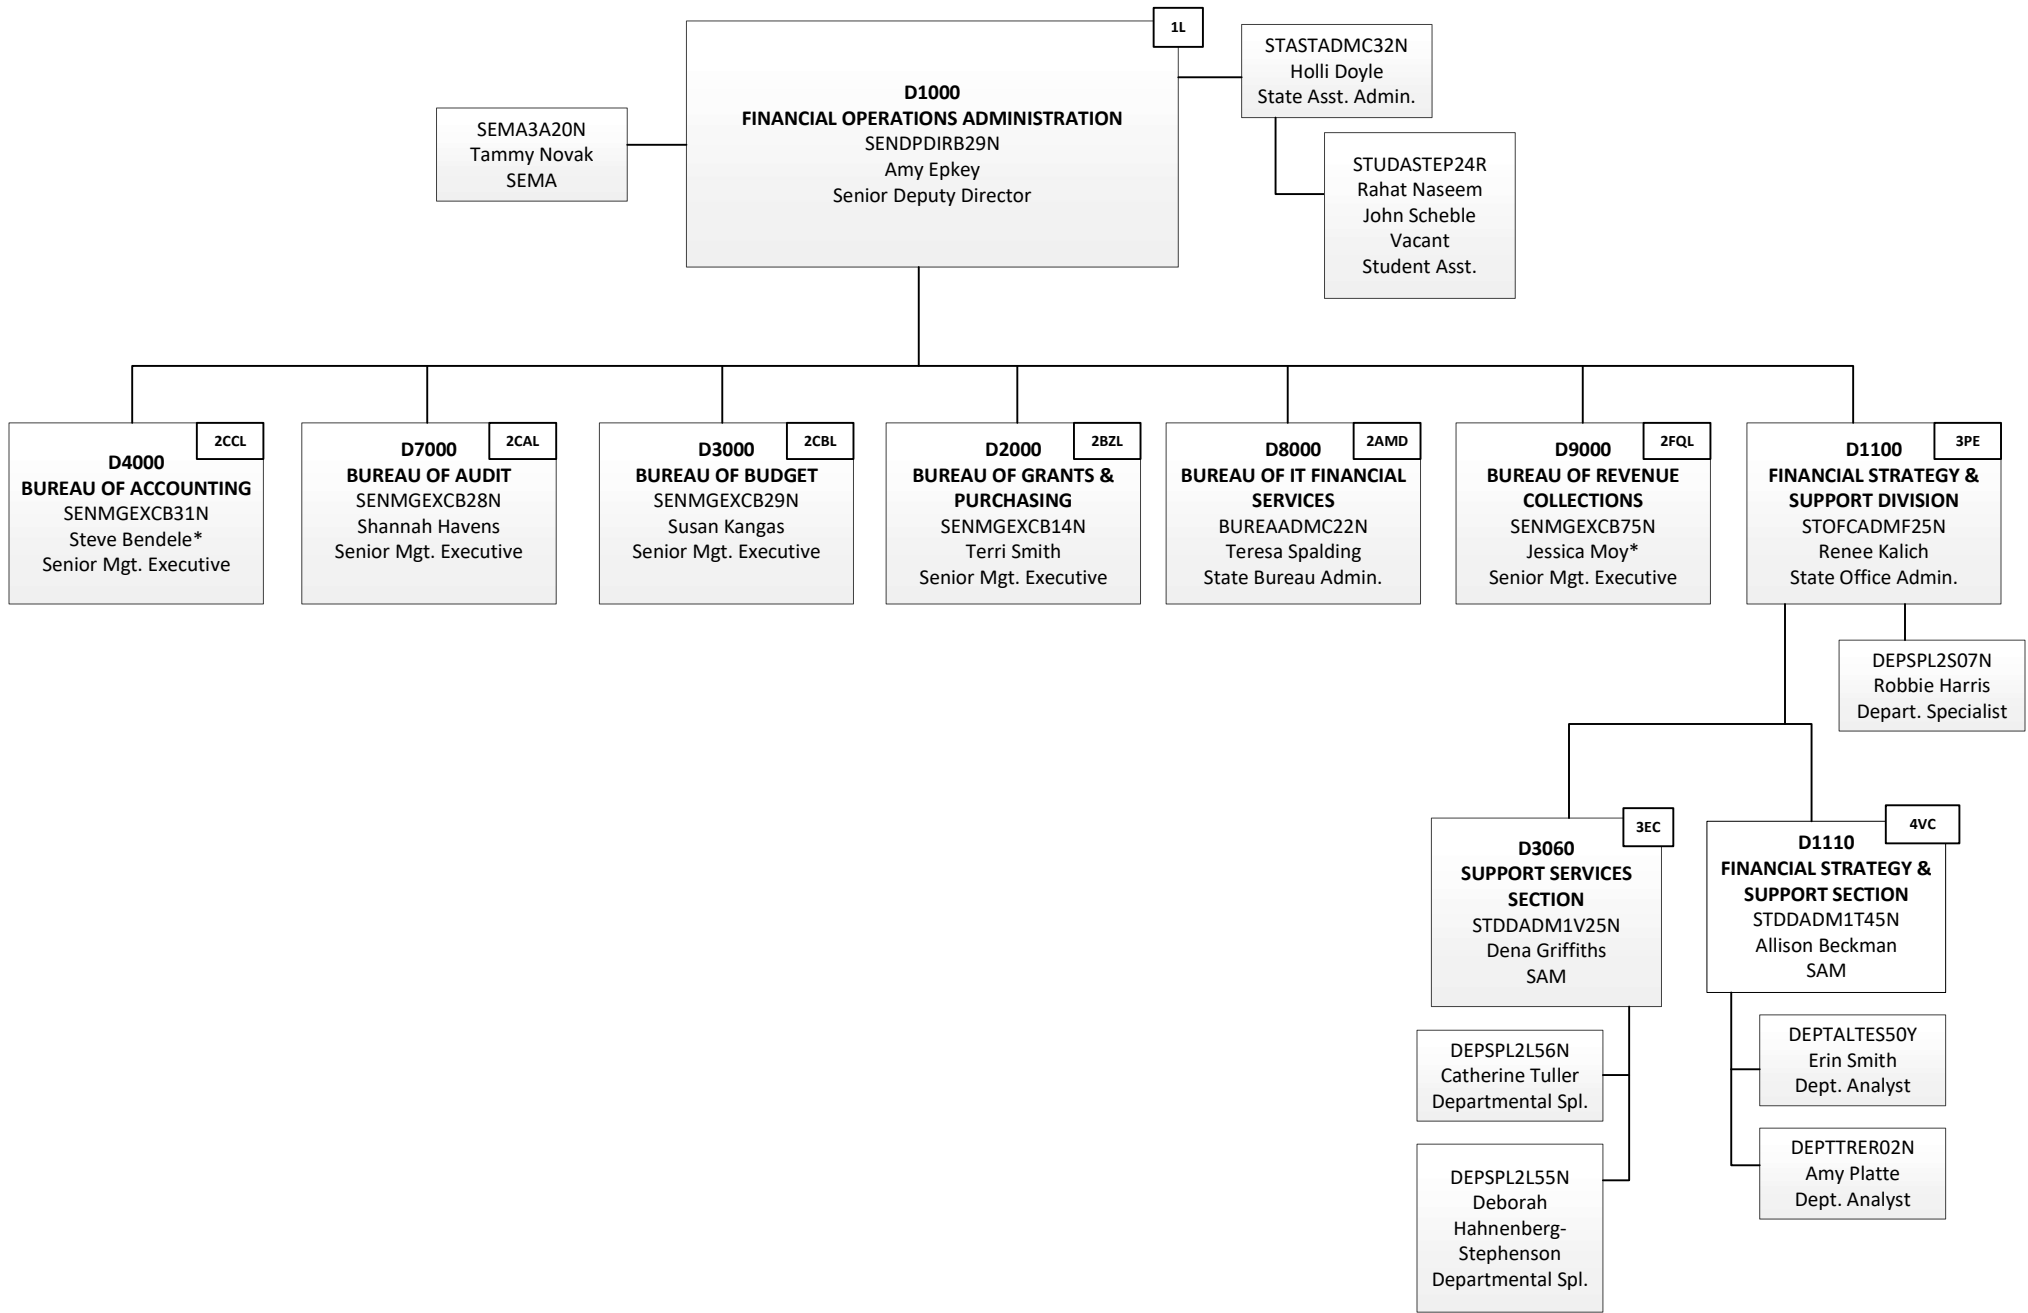 1L
D1000
FINANCIAL OPERATIONS ADMINISTRATION
SENDPDIRB29N
Amy Epkey
Senior Deputy Director
STASTADMC32N
Holli Doyle
State Asst. Admin.
SEMA3A20N
Tammy Novak
SEMA
STUDASTEP24R
Rahat Naseem
John Scheble
Vacant
Student Asst.
2CCL
D4000
BUREAU OF ACCOUNTING
SENMGEXCB31N
Steve Bendele*
Senior Mgt. Executive
2CAL
D7000
BUREAU OF AUDIT
SENMGEXCB28N
Shannah Havens
Senior Mgt. Executive
2CBL
D3000
BUREAU OF BUDGET
SENMGEXCB29N
Susan Kangas
Senior Mgt. Executive
2BZL
D2000
BUREAU OF GRANTS &
PURCHASING
SENMGEXCB14N
Terri Smith
Senior Mgt. Executive
2AMD
D8000
BUREAU OF IT FINANCIAL
SERVICES
BUREAADMC22N
Teresa Spalding
State Bureau Admin.
2FQL
D9000
BUREAU OF REVENUE
COLLECTIONS
SENMGEXCB75N
Jessica Moy*
Senior Mgt. Executive
3PE
D1100
FINANCIAL STRATEGY &
SUPPORT DIVISION
STOFCADMF25N
Renee Kalich
State Office Admin.
DEPSPL2S07N
Robbie Harris
Depart. Specialist
3EC
D3060
SUPPORT SERVICES
SECTION
STDDADM1V25N
Dena Griffiths
SAM
4VC
D1110
FINANCIAL STRATEGY &
SUPPORT SECTION
STDDADM1T45N
Allison Beckman
SAM
DEPSPL2L56N
Catherine Tuller
Departmental Spl.
DEPTALTES50Y
Erin Smith
Dept. Analyst
DEPSPL2L55N
Deborah
Hahnenberg-
Stephenson
Departmental Spl.
DEPTTRER02N
Amy Platte
Dept. Analyst